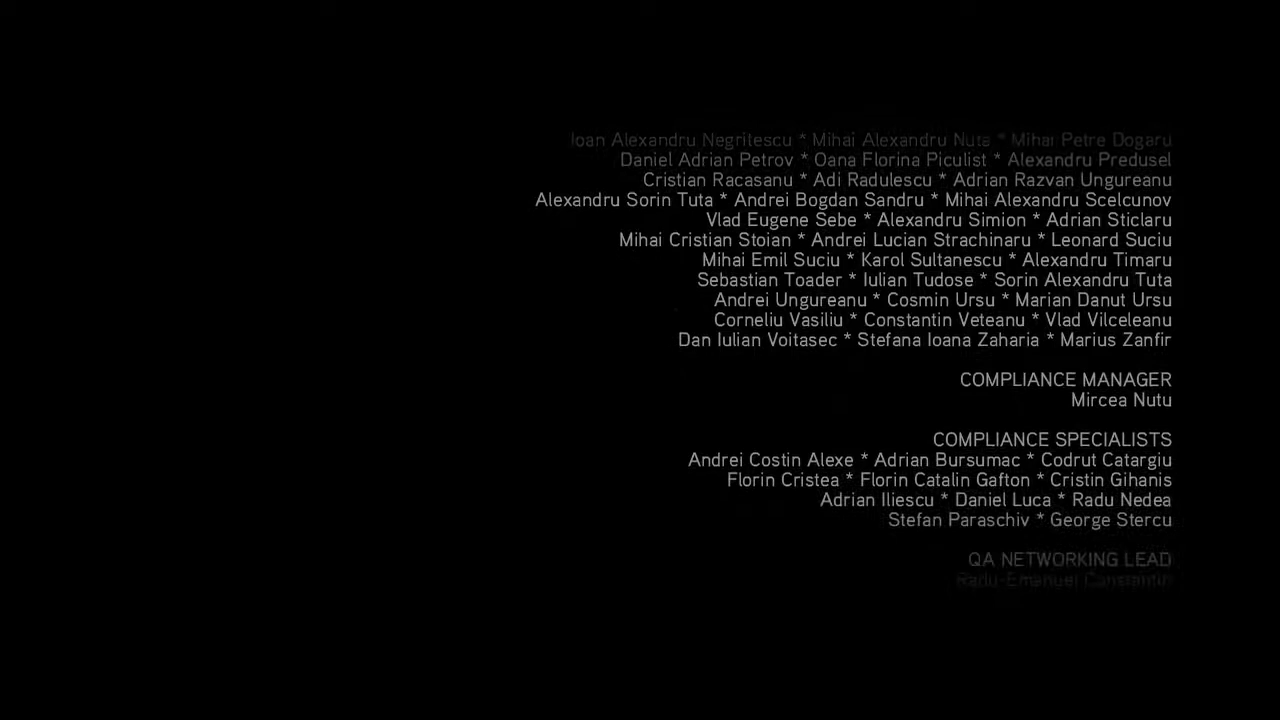 Ioan Alexandru Negritescu * Mihai Alexandru Nuta * Mihai Petre Dogaru
Daniel Adrian Petrov * Oana Florina Piculist * Alexandru Predusel
Cristian Racasanu * Adi Radulescu * Adrian Razvan Ungureanu
Alexandru Sorin Tuta * Andrei Bogdan Sandru * Mihai Alexandru Scelcunov
Vlad Eugene Sebe * Alexandru Simion * Adrian Sticlaru
Mihai Cristian Stoian * Andrei Lucian Strachinaru * Leonard Suciu
Mihai Emil Suciu * Karol Sultanescu * Alexandru Timaru
Sebastian Toader * Iulian Tudose * Sorin Alexandru Tuta
Andrei Ungureanu * Cosmin Ursu * Marian Danut Ursu
Corneliu Vasiliu * Constantin Veteanu * Vlad Vilceleanu
Dan Iulian Voitasec * Stefana Ioana Zaharia * Marius Zanfir
COMPLIANCE MANAGER
Mircea Nutu
COMPLIANCE SPECIALISTS
Andrei Costin Alexe * Adrian Bursumac * Codrut Catargiu
Florin Cristea * Florin Catalin Gafton * Cristin Gihanis
Adrian Iliescu * Daniel Luca * Radu Nedea
Stefan Paraschiv * George Stercu
QA NETWORKING LEAD
Radu-Emanuel Constantin